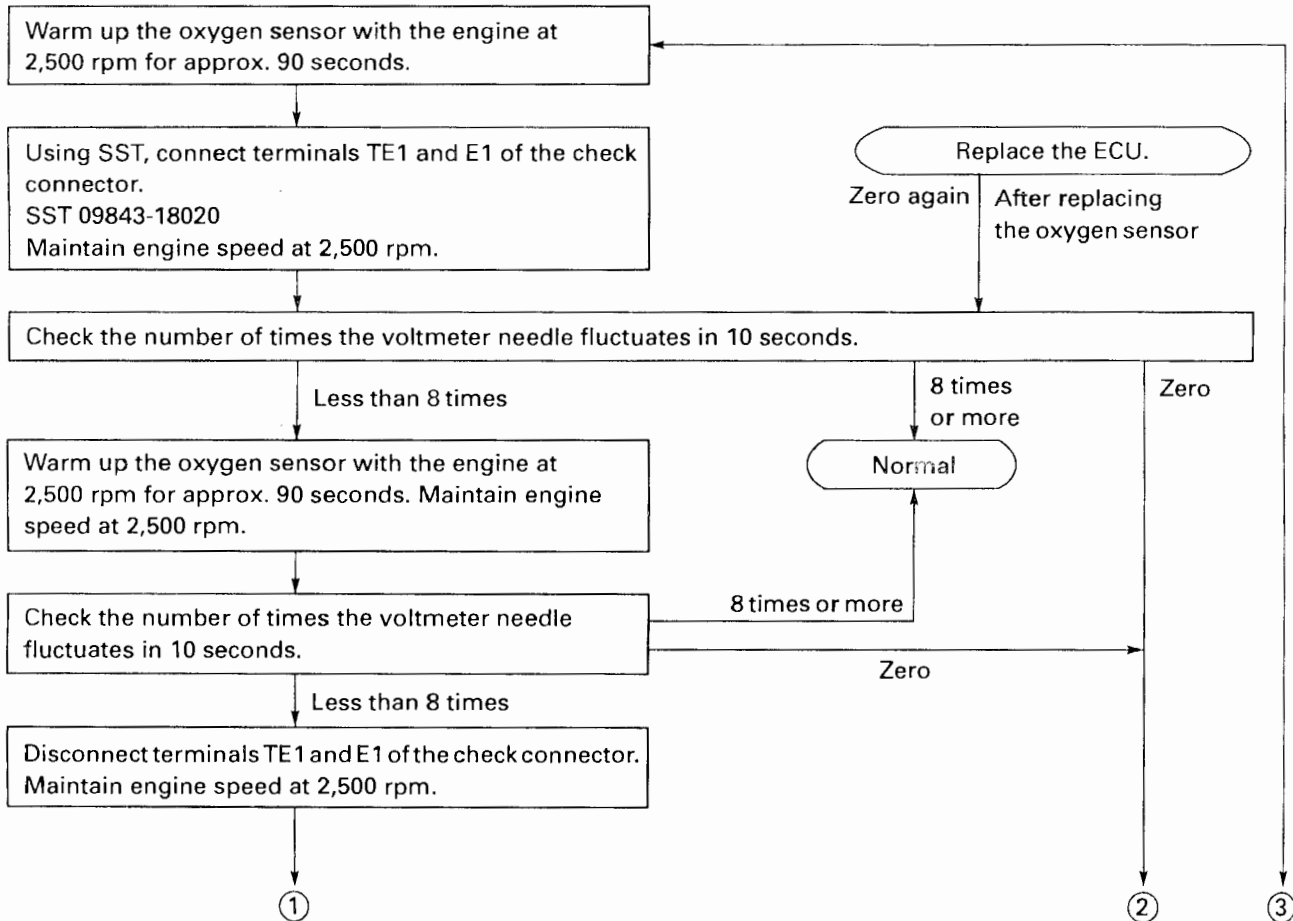 Warm up the oxygen sensor with the engine at
2,500 rpm for approx. 90 seconds.
Using SST, connect terminals TE1 and E1 of the check
connector.
SST 09843-18020
Maintain engine speed at 2,500 rpm.
Replace the ECU.
Zero again
After replacing
the oxygen sensor
Check the number of times the voltmeter needle fluctuates in 10 seconds.
Less than 8 times
8 times
or more
Zero
Normal
Warm up the oxygen sensor with the engine at
2,500 rpm for approx. 90 seconds. Maintain engine
speed at 2,500 rpm.
Check the number of times the voltmeter needle
fluctuates in 10 seconds.
8 times or more
Zero
Less than 8 times
Disconnect terminals TE1 and E1 of the check connector.
Maintain engine speed at 2,500 rpm.
1
2
3